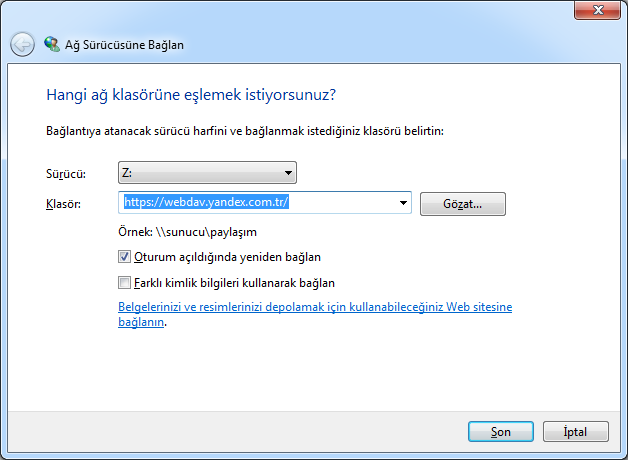 Ağ Sürücüsüne Bağlan
Hangi ağ klasörüne eşlemek istiyorsunuz?
Bağlantıya atanacak sürücü harfini ve bağlanmak istediğiniz klasörü belirtin:
Sürücü: Z:
Klasör: https://webdav.yandex.com.tr/ Gözat...
Örnek: \\sunucu\paylaşım
Oturum açıldığında yeniden bağlan
Farklı kimlik bilgileri kullanarak bağlan
Belgelerinizi ve resimlerinizi depolamak için kullanabileceğiniz Web sitesine
bağlanın.
Son İptal